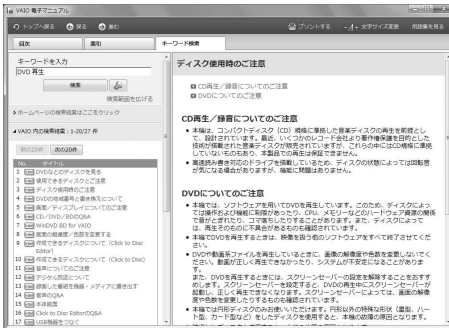 VAIO 電子マニュアル
トップへ戻る 戻る 進む
プリントする -／+ 文字サイズ変更 用語集を見る
目次 索引 キーワード検索
キーワードを入力
DVD 再生
検索
検索範囲を広げる
ホームページの検索結果はここをクリック
VAIO 内の検索結果：1-20/27 件
前の20件 次の20件
No. タイトル
1 DVDなどのディスクを見る
2 使用できるディスクとご注意
3 ディスク使用時のご注意
4 DVDの地域番号と書き換えについて
5 画面／ディスプレイについてのご注意
6 CD／DVD／BDのQ&A
7 WinDVD BD for VAIO
8 画面の解像度／色数を変更する
9 作成できるディスクについて（Click to Disc
Editor）
10 作成できるディスクについて（Click to Disc）
11 音声についてのご注意
12 デジタル放送について
13 録画した番組を機器・メディアに書き出す
14 音声のQ&A
15 本体前面
16 Click to Disc EditorのQ&A
17 USB機器をつなぐ
ディスク使用時のご注意
CD再生／録音についてのご注意
DVDについてのご注意
CD再生／録音についてのご注意
本機は、コンパクトディスク（CD）規格に準拠した音楽ディスクの再生を前提とし
て、設計されています。最近、いくつかのレコード会社より著作権保護を目的とした
技術が搭載された音楽ディスクが販売されていますが、これらの中にはCD規格に準拠
していないものもあり、本製品での再生は保証できません。
高速読み書き対応のドライブを搭載しているため、ディスクの状態によっては回転音
が気になる場合がありますが、機能に問題はありません。
DVDについてのご注意
本機では、ソフトウェアを用いてDVDを再生しています。このため、ディスクによっ
ては操作および機能に制限があったり、CPU、メモリーなどのハードウェア資源の関係
で音がとぎれたり、コマ落ちしたりすることがあります。また、ディスクによって
は、再生そのものに不具合があるものも確認されています。
本機でDVDを再生するときは、映像を扱う他のソフトウェアをすべて終了させてくだ
さい。
DVDや動画系ファイルを再生しているときに、画面の解像度や色数を変更しないでく
ださい。動画が正しく再生できなかったり、システムが不安定になることがありま
す。
また、DVDを再生するときには、スクリーンセーバーの設定を解除することをおすす
めします。スクリーンセーバーを設定すると、DVDの再生中にスクリーンセーバーが
起動し、正しく再生できなくなります。スクリーンセーバーによっては、画面の解像
度や色数を変更したりするものも確認されています。
本機では円形ディスクのみお使いいただけます。円形以外の特殊な形状（星型、ハー
ト型、カード型など）をしたディスクを使用すると、本機の故障の原因となります。